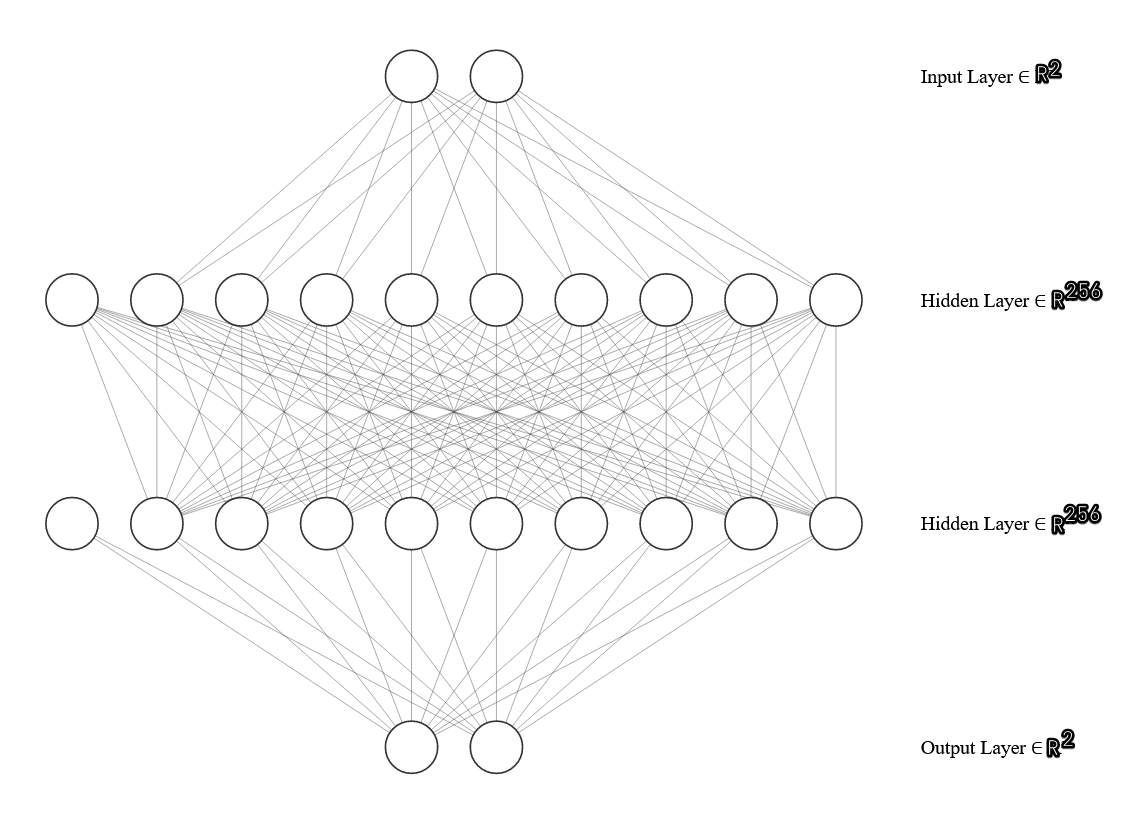 Input Layer ∈ R²
Hidden Layer ∈ R²⁵⁶
Hidden Layer ∈ R²⁵⁶
Output Layer ∈ R²